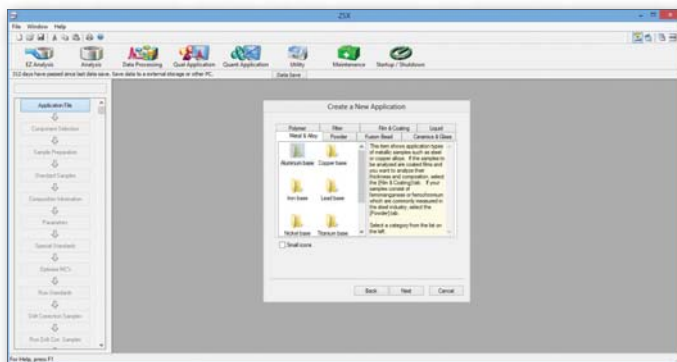 ZSX
File Window Help
EZ Analysis
Analysis
Data Processing
Qual Application
Quant Application
Utility
Maintenance
Startup / Shutdown
312 days have passed since last data save. Save data to a external storage or other PC.
Data Save
Application File
Component Selection
Sample Preparation
Standard Samples
Composition Information
Parameters
Special Standards
Optimize MCS
Run Standards
Drift Correction Samples
Run Drift Corr. Samples
Create a New Application
Polymer
Filter
Film & Coating
Liquid
Metal & Alloy
Powder
Fusion Bead
Ceramics & Glass
Aluminum base
Copper base
Iron base
Lead base
Nickel base
Titanium base
This item shows application types
of metallic samples such as steel
or copper alloys. If the samples to
be analyzed are coated films and
you want to analyze their
thickness and composition, select
the [Film & Coating] tab. If your
samples consist of
ferromanganese or ferrochromium
which are commonly measured in
the steel industry, select the
[Powder] tab.
Select a category from the list on
the left.
Small icons
Back
Next
Cancel
For Help, press F1